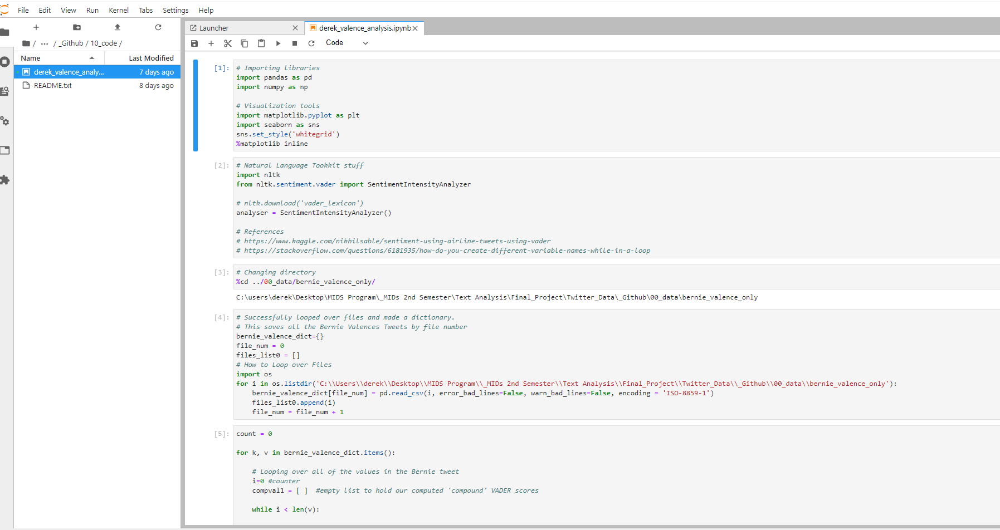 File Edit View Run Kernel Tabs Settings Help
/ … / _Github / 10_code /
Name Last Modified
derek_valence_analy... 7 days ago
README.txt 8 days ago
Launcher
derek_valence_analysis.ipynb
Code
[1]:
# Importing libraries
import pandas as pd
import numpy as np
# Visualization tools
import matplotlib.pyplot as plt
import seaborn as sns
sns.set_style('whitegrid')
%matplotlib inline
[2]:
# Natural Language Tookkit stuff
import nltk
from nltk.sentiment.vader import SentimentIntensityAnalyzer
# nltk.download('vader_lexicon')
analyser = SentimentIntensityAnalyzer()
# References
# https://www.kaggle.com/nikhilsable/sentiment-using-airline-tweets-using-vader
# https://stackoverflow.com/questions/6181935/how-do-you-create-different-variable-names-while-in-a-loop
[3]:
# Changing directory
%cd ../00_data/bernie_valence_only/
C:\users\derek\Desktop\MIDS Program\_MIDs 2nd Semester\Text Analysis\Final_Project\Twitter_Data\_Github\00_data\bernie_valence_only
[4]:
# Successfully looped over files and made a dictionary.
# This saves all the Bernie Valences Tweets by file number
bernie_valence_dict={}
file_num = 0
files_list0 = []
# How to Loop over Files
import os
for i in os.listdir('C:\\Users\\derek\\Desktop\\MIDS Program\\_MIDs 2nd Semester\\Text Analysis\\Final_Project\\Twitter_Data\\_Github\\00_data\\bernie_valence_only'):
    bernie_valence_dict[file_num] = pd.read_csv(i, error_bad_lines=False, warn_bad_lines=False, encoding = 'ISO-8859-1')
    files_list0.append(i)
    file_num = file_num + 1
[5]:
count = 0
for k, v in bernie_valence_dict.items():
    # Looping over all of the values in the Bernie tweet
    i=0 #counter
    compval1 = [ ]  #empty list to hold our computed 'compound' VADER scores
    while i < len(v):